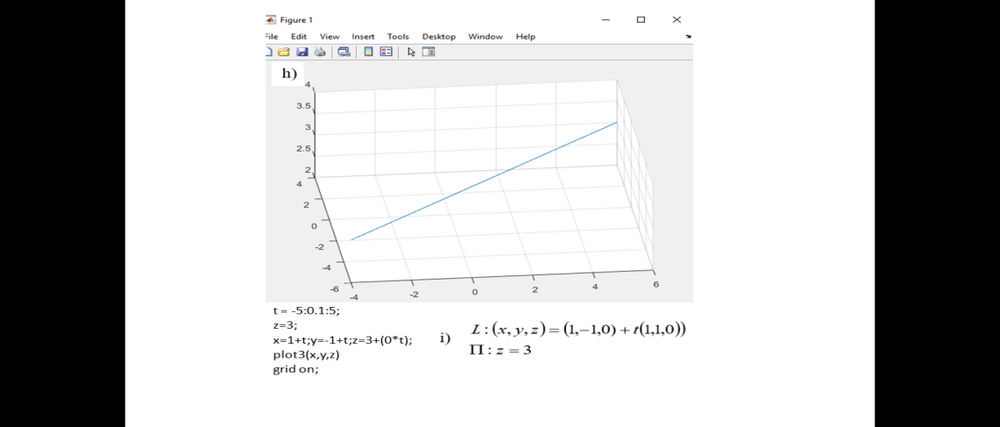 Figure 1
File Edit View Insert Tools Desktop Window Help
h)
4
3.5
3
2.5
2
4
2
0
-2
-4
-6
-4 -2 0 2 4 6
t = -5:0.1:5;
z=3;
x=1+t;y=-1+t;z=3+(0*t);
plot3(x,y,z)
grid on;
i)
L : (x, y, z) = (1,−1,0) + t(1,1,0))
Π : z = 3